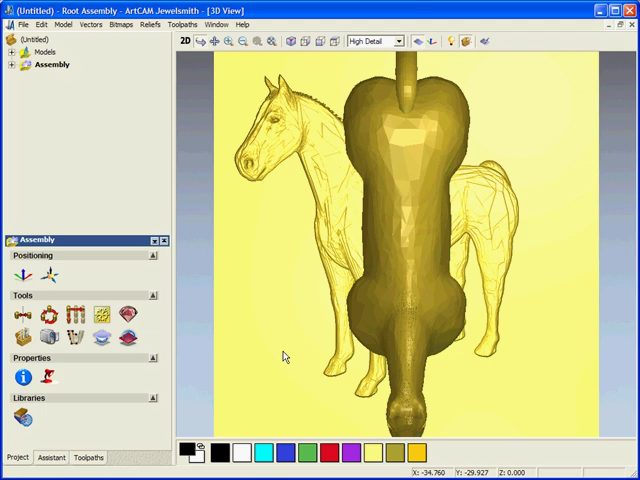 (Untitled) - Root Assembly - ArtCAM Jewelsmith - [3D View]
File Edit Model Vectors Bitmaps Reliefs Toolpaths Window Help
2D High Detail
(Untitled)
Models
Assembly
Assembly
Positioning
Tools
Properties
Libraries
Project Assistant Toolpaths
X: -34.760 Y: -29.927 Z: 0.000